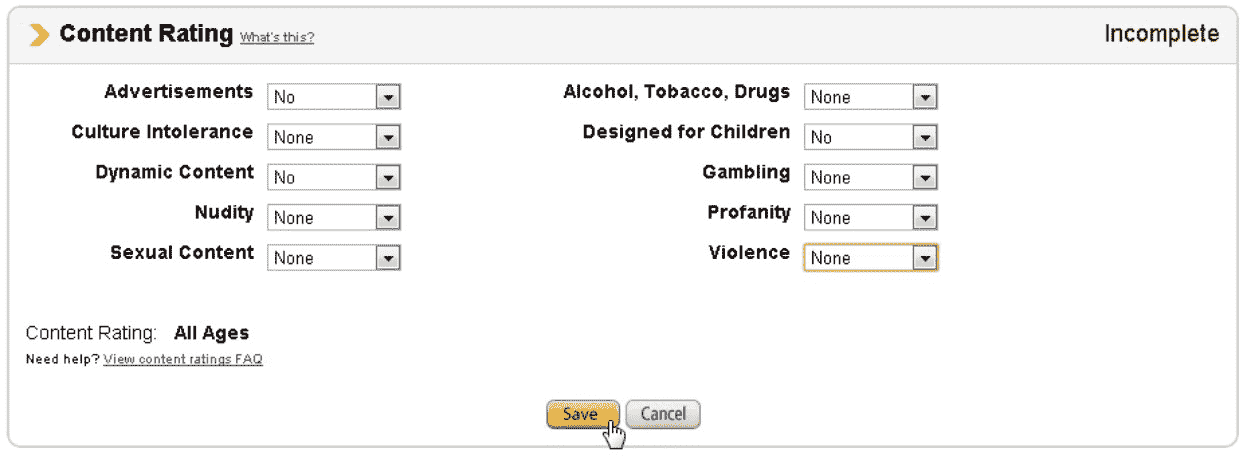 Content Rating What's this? Incomplete
Advertisements No Alcohol, Tobacco, Drugs None
Culture Intolerance None Designed for Children No
Dynamic Content No Gambling None
Nudity None Profanity None
Sexual Content None Violence None
Content Rating: All Ages
Need help? View content ratings FAQ
Save Cancel